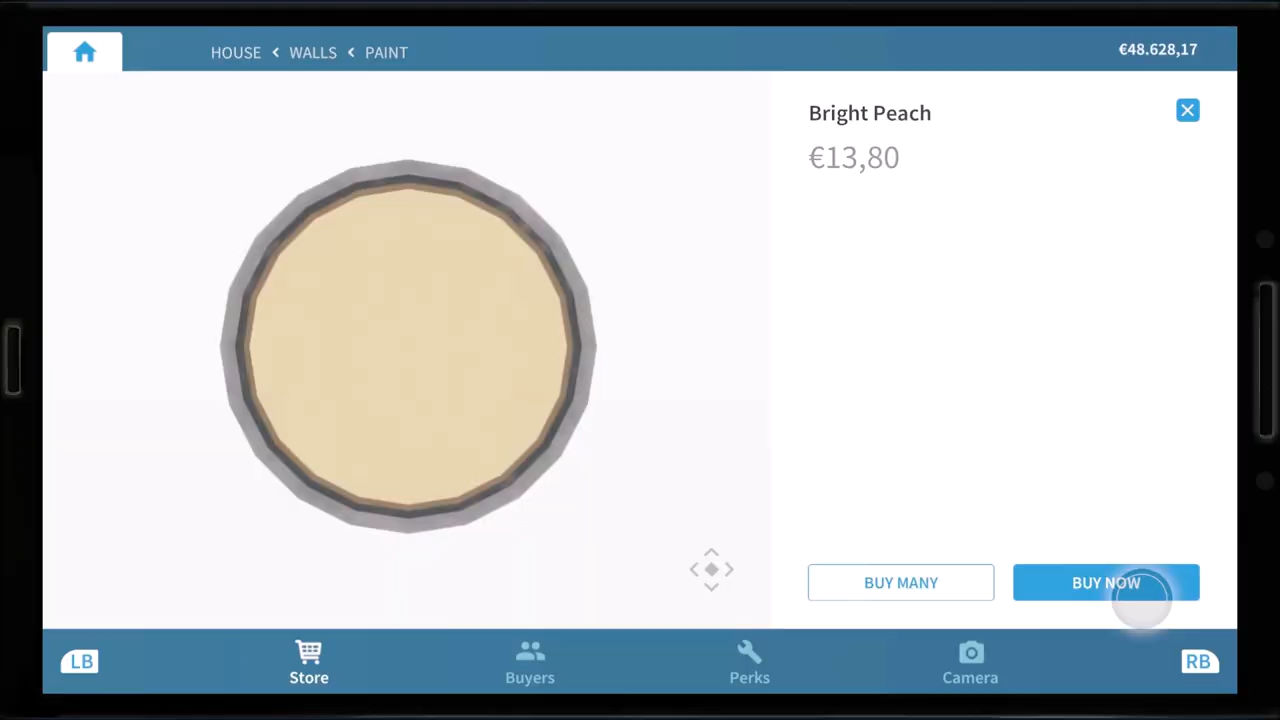 HOUSE < WALLS < PAINT
€48.628,17
Bright Peach
€13,80
BUY MANY
BUY NOW
LB
Store
Buyers
Perks
Camera
RB